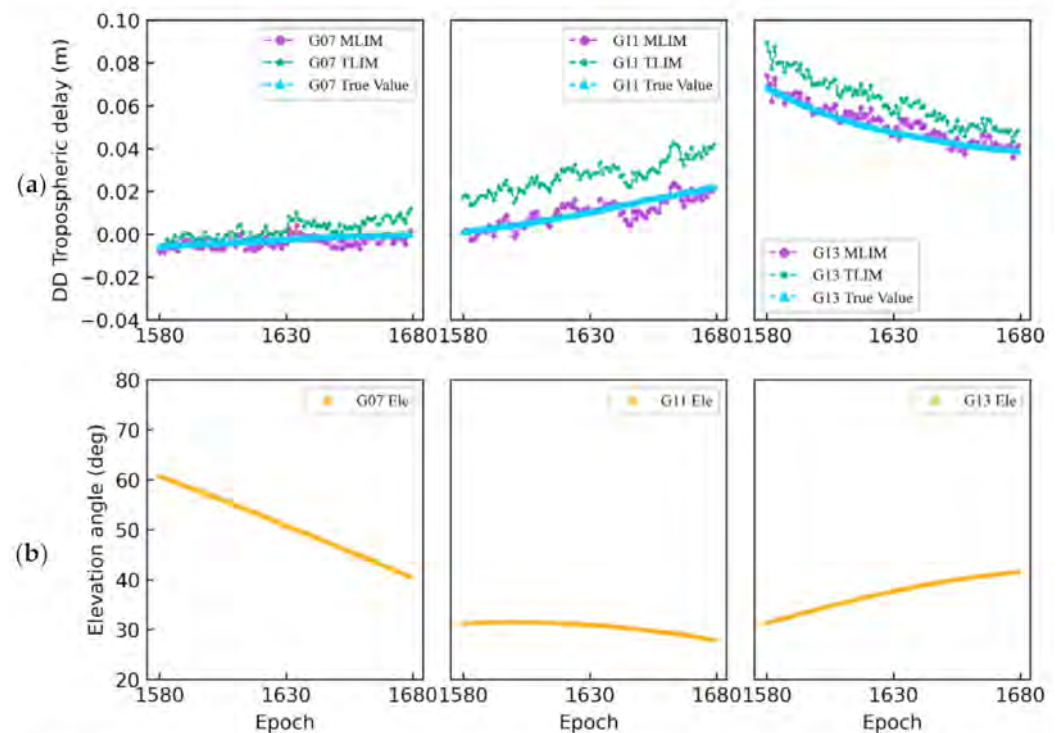 (a)
DD Tropospheric delay (m)
0.10
0.08
0.06
0.04
0.02
0.00
−0.02
−0.04
G07 MLIM
G07 TLIM
G07 True Value
1580
1630
1680
G11 MLIM
G11 TLIM
G11 True Value
1580
1630
1680
G13 MLIM
G13 TLIM
G13 True Value
1580
1630
1680
(b)
Elevation angle (deg)
80
70
60
50
40
30
20
G07 Ele
1580
1630
1680
Epoch
G11 Ele
1580
1630
1680
Epoch
G13 Ele
1580
1630
1680
Epoch